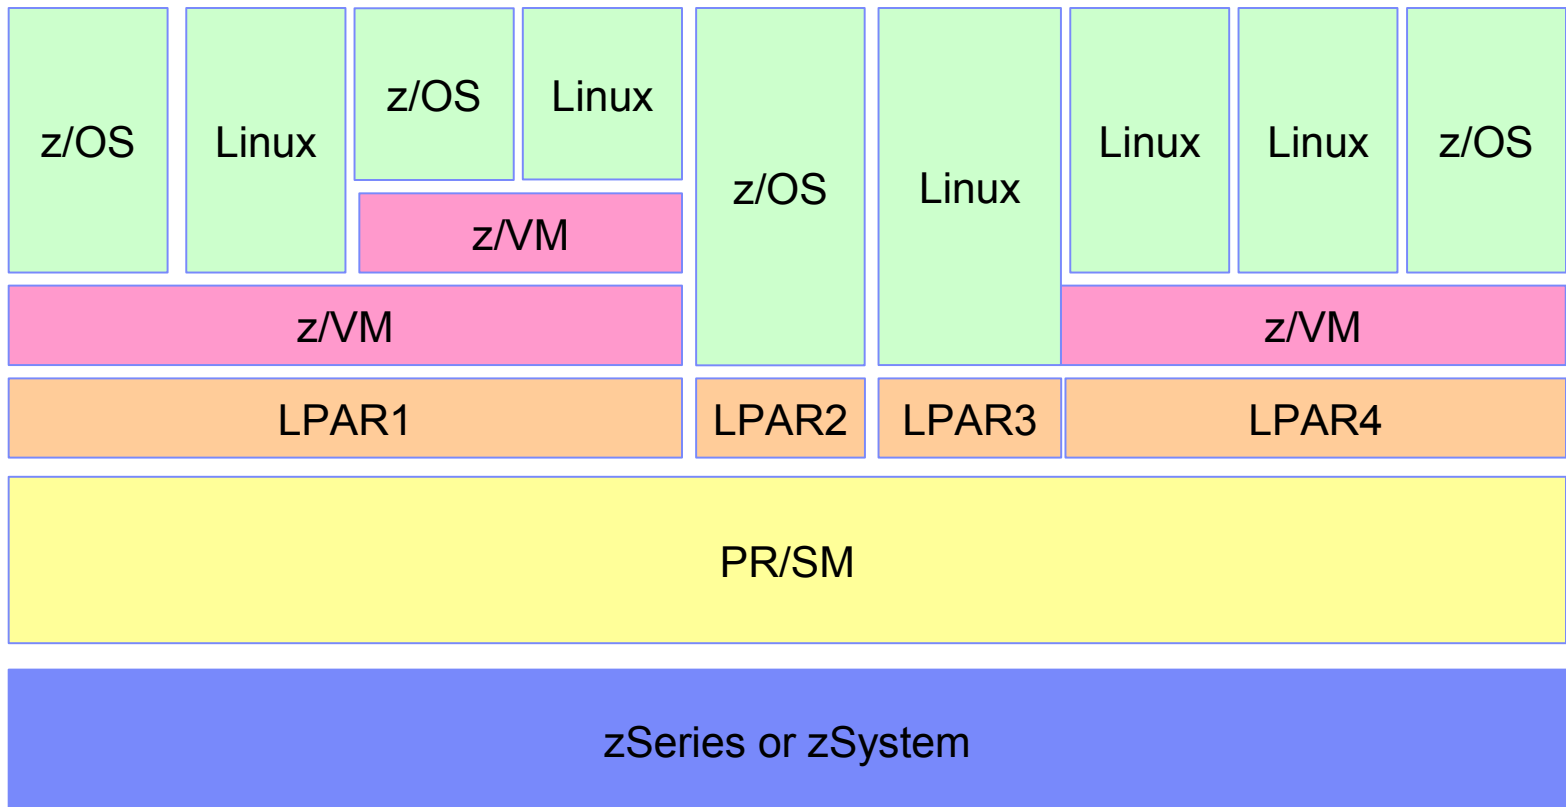 z/OS
Linux
z/OS
Linux
z/OS
Linux
Linux
Linux
z/OS
z/VM
z/VM
z/VM
LPAR1
LPAR2
LPAR3
LPAR4
PR/SM
zSeries or zSystem